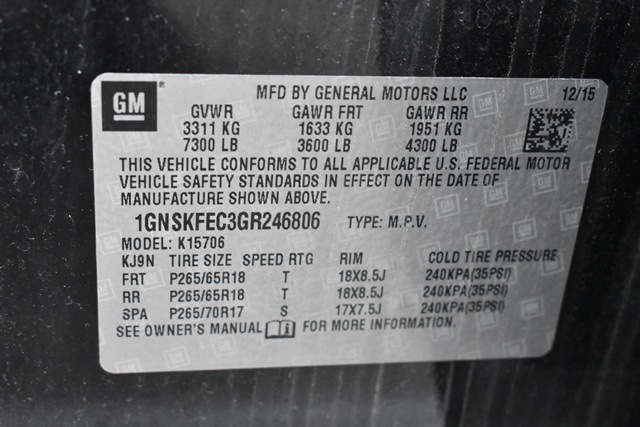 GM
MFD BY GENERAL MOTORS LLC 12/15
GVWR GAWR FRT GAWR RR
3311 KG 1633 KG 1951 KG
7300 LB 3600 LB 4300 LB
THIS VEHICLE CONFORMS TO ALL APPLICABLE U.S. FEDERAL MOTOR
VEHICLE SAFETY STANDARDS IN EFFECT ON THE DATE OF
MANUFACTURE SHOWN ABOVE.
1GNSKFEC3GR246806 TYPE: M.P.V.
MODEL: K15706
KJ9N TIRE SIZE SPEED RTG RIM COLD TIRE PRESSURE
FRT P265/65R18 T 18X8.5J 240KPA(35PSI)
RR P265/65R18 T 18X8.5J 240KPA(35PSI)
SPA P265/70R17 S 17X7.5J 240KPA(35PSI)
SEE OWNER'S MANUAL FOR MORE INFORMATION.